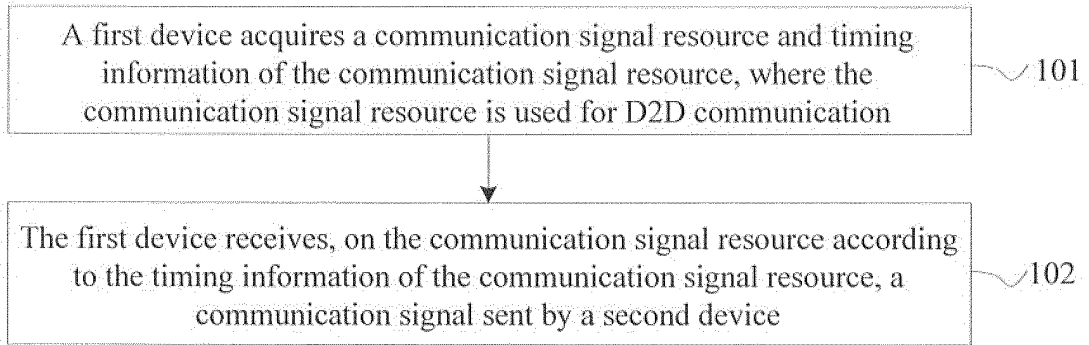 A first device acquires a communication signal resource and timing
information of the communication signal resource, where the
communication signal resource is used for D2D communication
101
The first device receives, on the communication signal resource according
to the timing information of the communication signal resource, a
communication signal sent by a second device
102